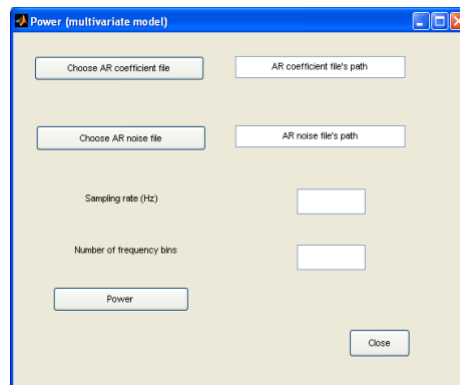 Power (multivariate model)
Choose AR coefficient file
AR coefficient file's path
Choose AR noise file
AR noise file's path
Sampling rate (Hz)
Number of frequency bins
Power
Close